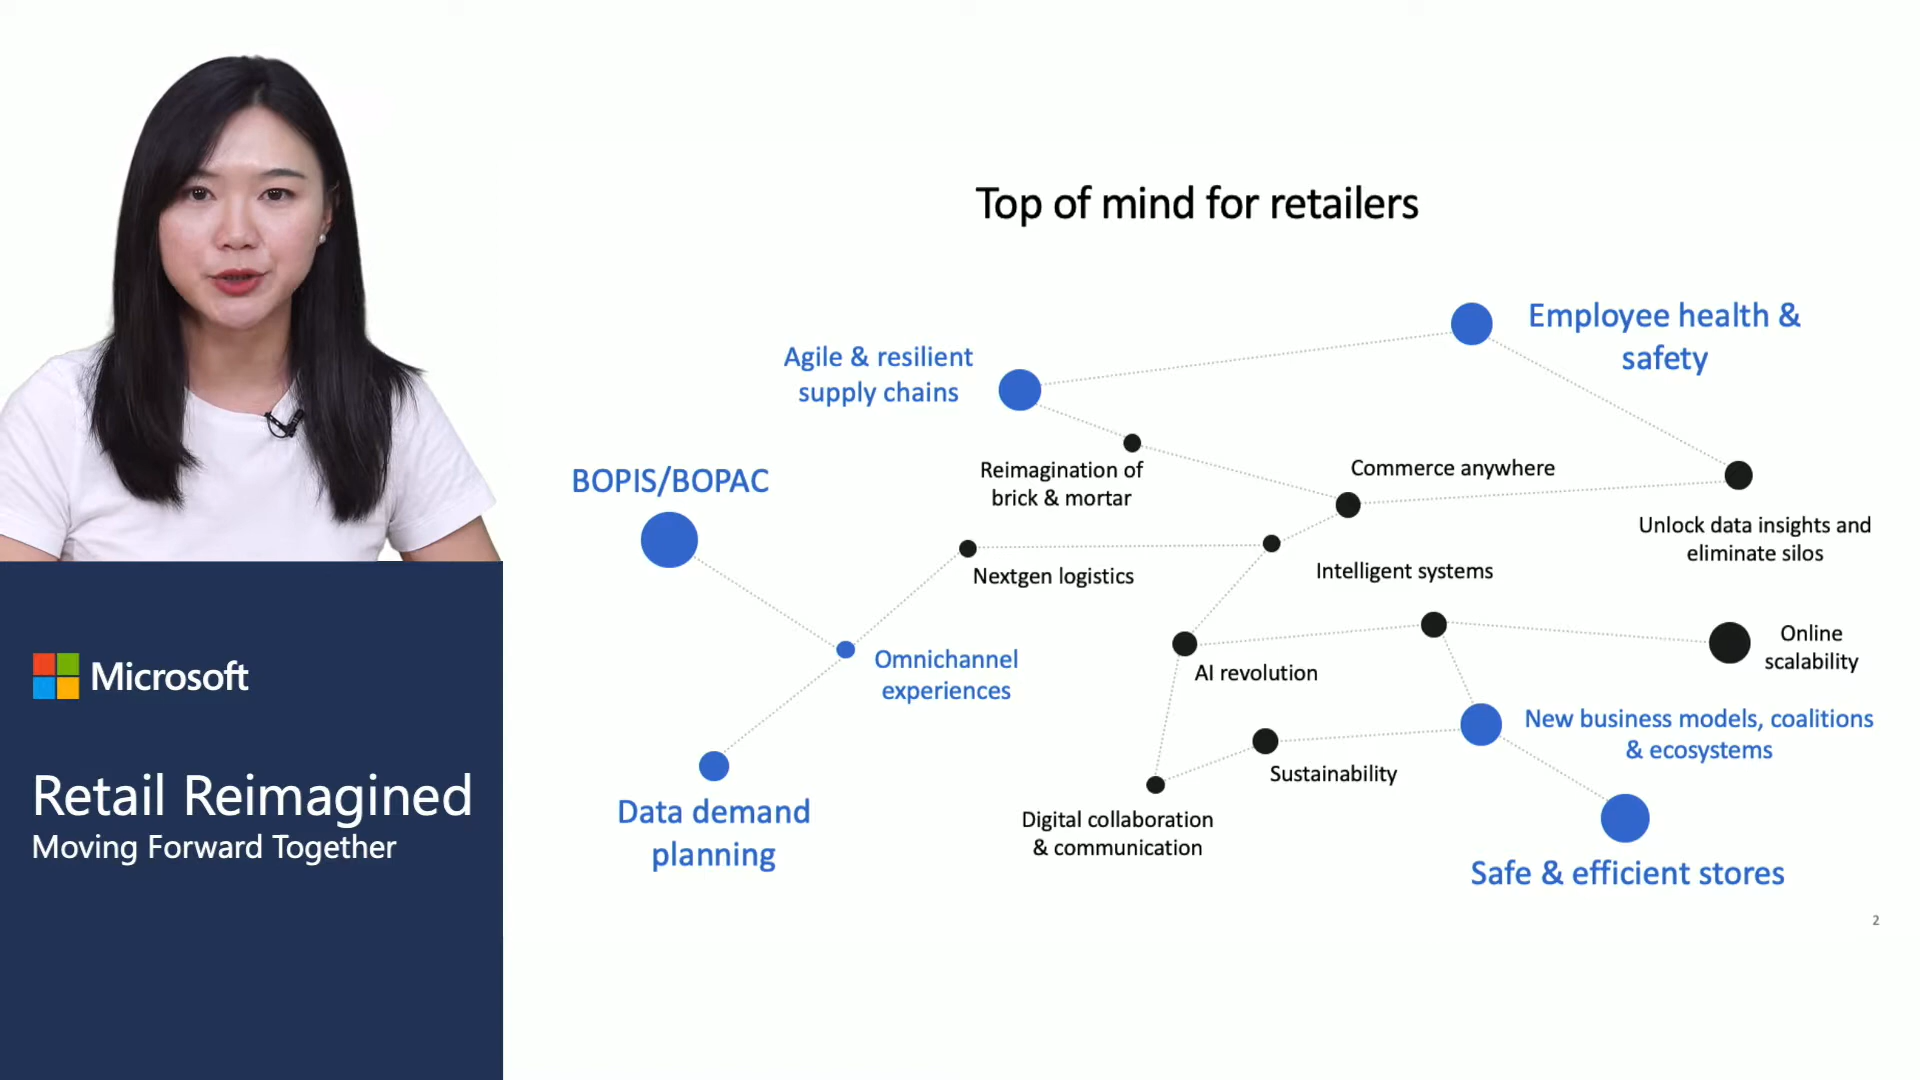 Top of mind for retailers
Employee health &
safety
Agile & resilient
supply chains
BOPIS/BOPAC
Reimagination of
brick & mortar
Commerce anywhere
Unlock data insights and
eliminate silos
Nextgen logistics
Intelligent systems
Omnichannel
experiences
AI revolution
Online
scalability
New business models, coalitions
& ecosystems
Sustainability
Data demand
planning
Digital collaboration
& communication
Safe & efficient stores
2
Microsoft
Retail Reimagined
Moving Forward Together